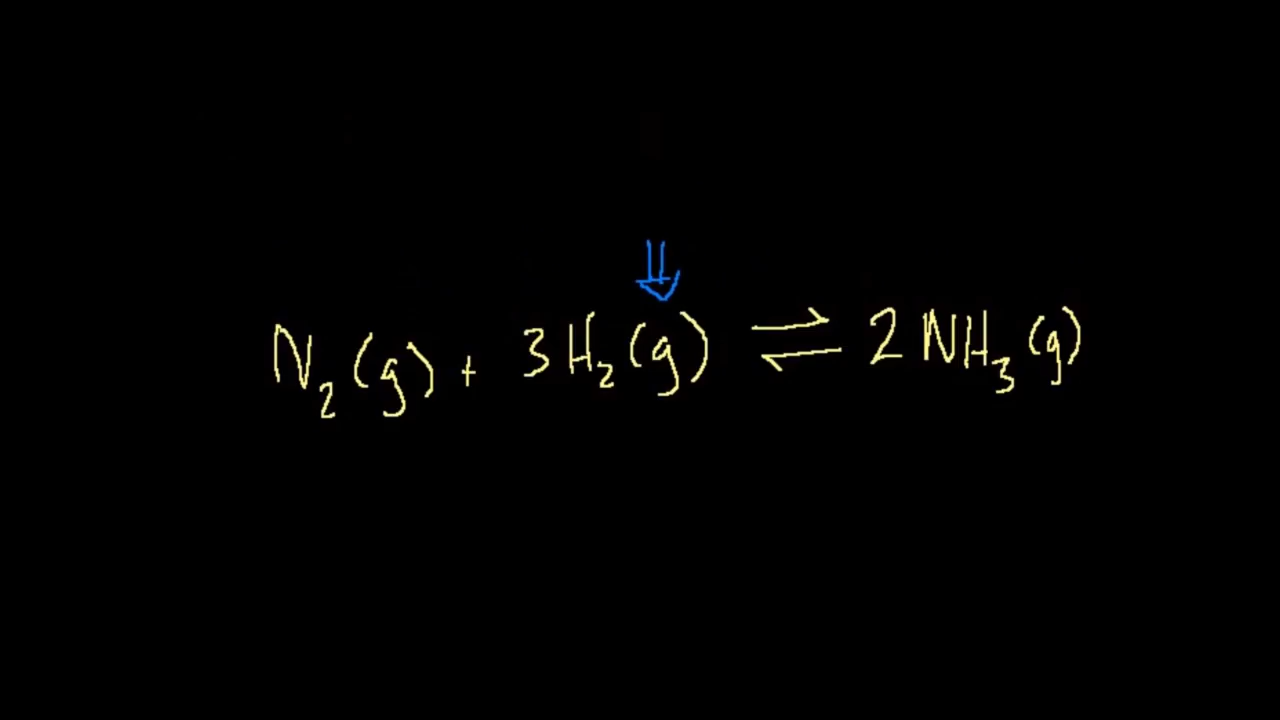 N₂(g) + 3H₂(g) ⇌ 2NH₃(g)